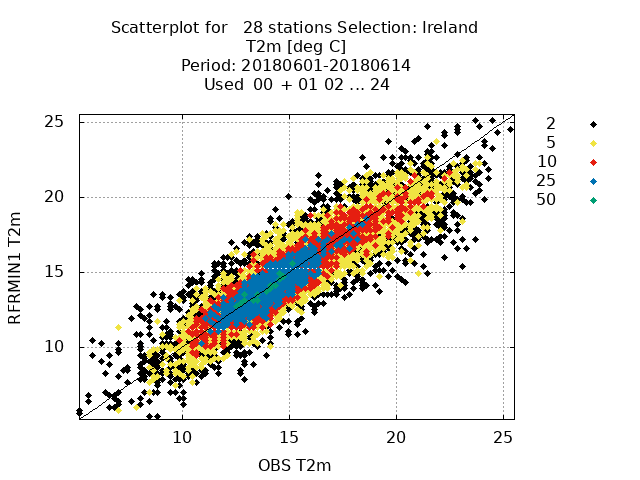 Scatterplot for   28 stations Selection: Ireland
T2m [deg C]
Period: 20180601-20180614
Used  00 + 01 02 ... 24
2
5
10
25
50
25
20
15
10
RFRMIN1 T2m
10 15 20 25
OBS T2m